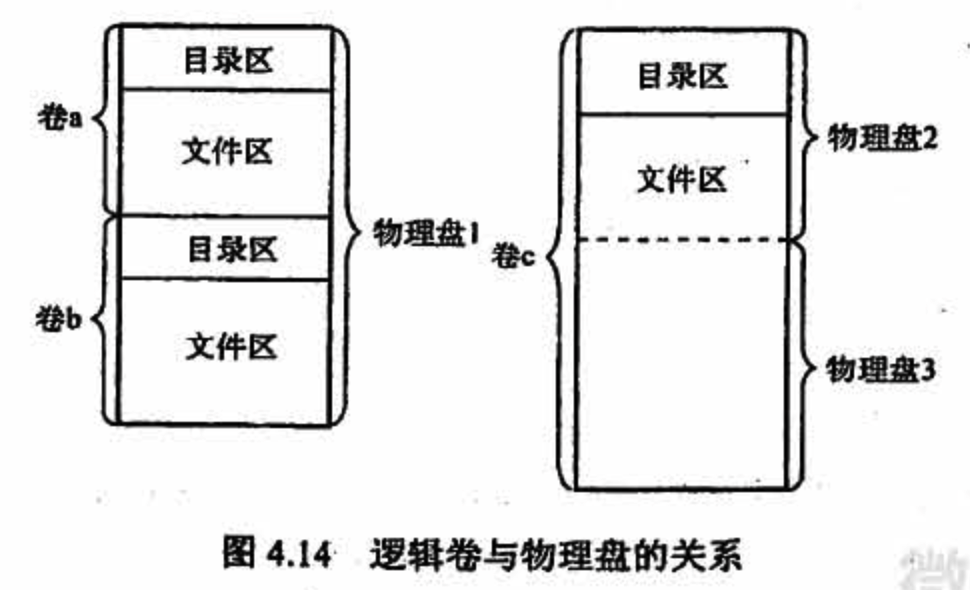 目录区
卷a
文件区
物理盘1
目录区
卷b
文件区
目录区
物理盘2
文件区
卷c
物理盘3
图 4.14 逻辑卷与物理盘的关系